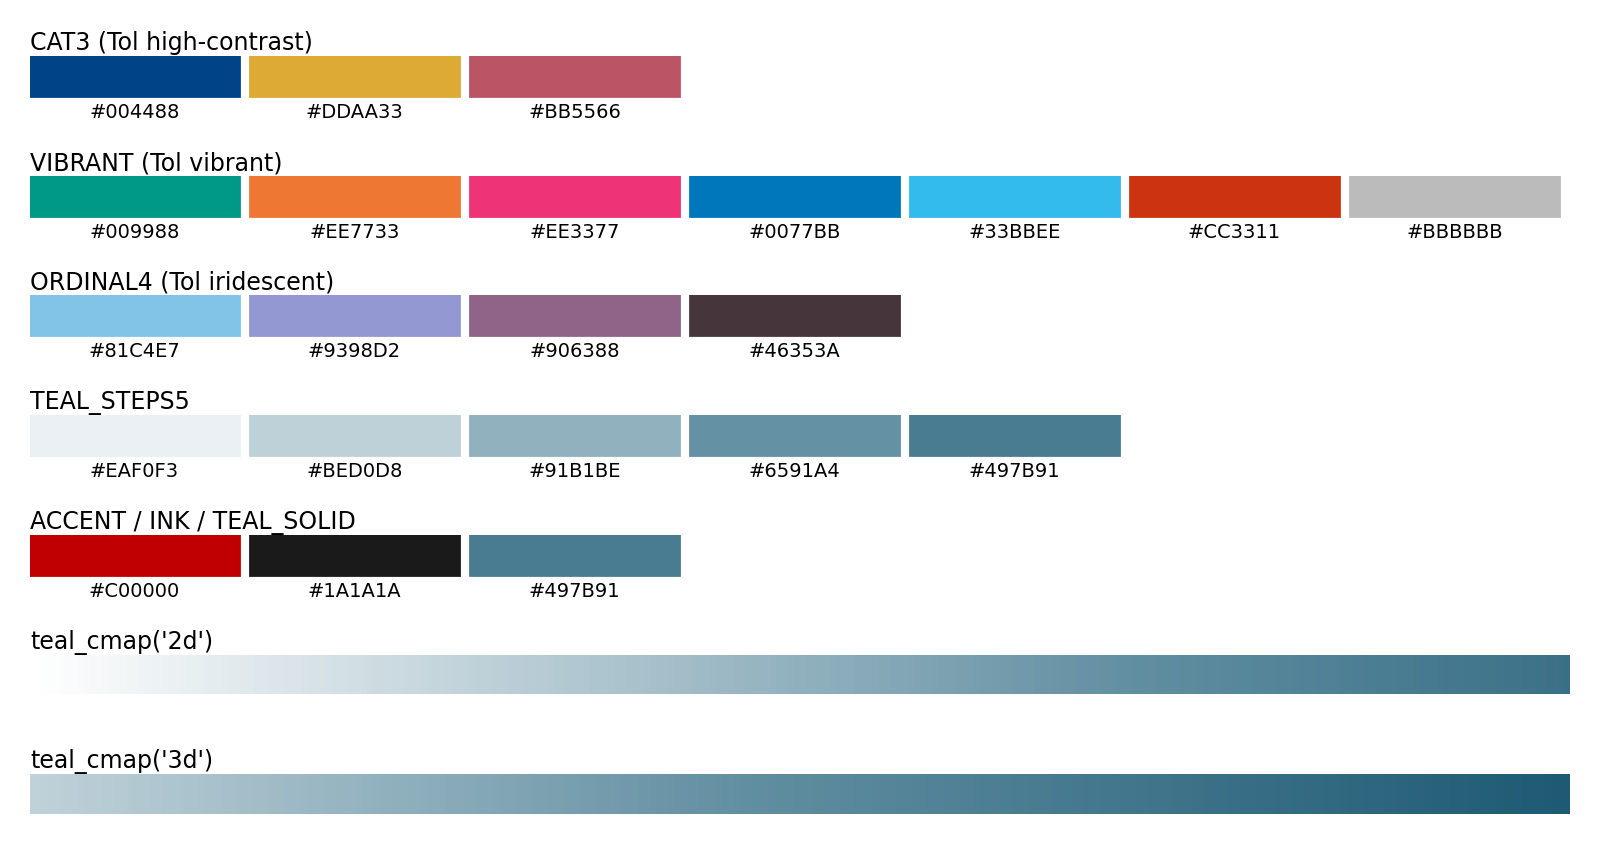 CAT3 (Tol high-contrast)
#004488 #DDAA33 #BB5566
VIBRANT (Tol vibrant)
#009988 #EE7733 #EE3377 #0077BB #33BBEE #CC3311 #BBBBBB
ORDINAL4 (Tol iridescent)
#81C4E7 #9398D2 #906388 #46353A
TEAL_STEPS5
#EAF0F3 #BED0D8 #91B1BE #6591A4 #497B91
ACCENT / INK / TEAL_SOLID
#C00000 #1A1A1A #497B91
teal_cmap('2d')
teal_cmap('3d')